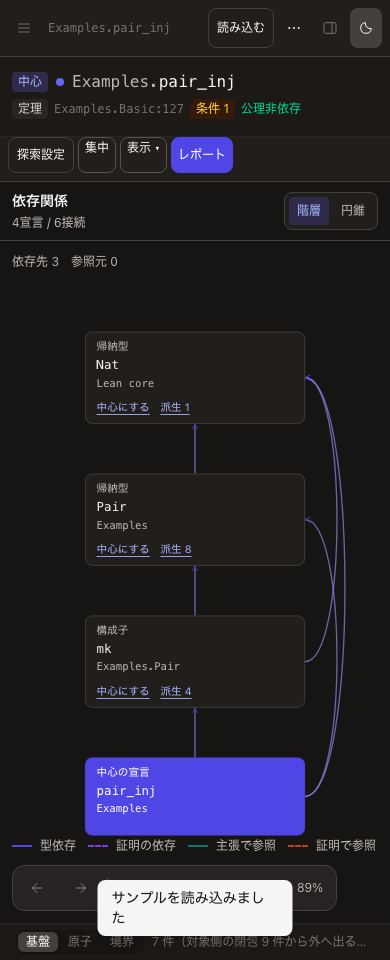 Examples.pair_inj 読み込む …
中心 Examples.pair_inj
定理 Examples.Basic:127 条件 1 公理非依存
探索設定 集中 表示 レポート
依存関係
4宣言 / 6接続
階層 円錐
依存先 3 参照元 0
帰納型
Nat
Lean core
中心にする 派生 1
帰納型
Pair
Examples
中心にする 派生 8
構成子
mk
Examples.Pair
中心にする 派生 4
中心の宣言
pair_inj
Examples
型依存 証明の依存 主張で参照 証明で参照
89%
サンプルを読み込みまし
た
基盤 原子 境界 7 件（対象側の閉包 9 件から外へ出る…